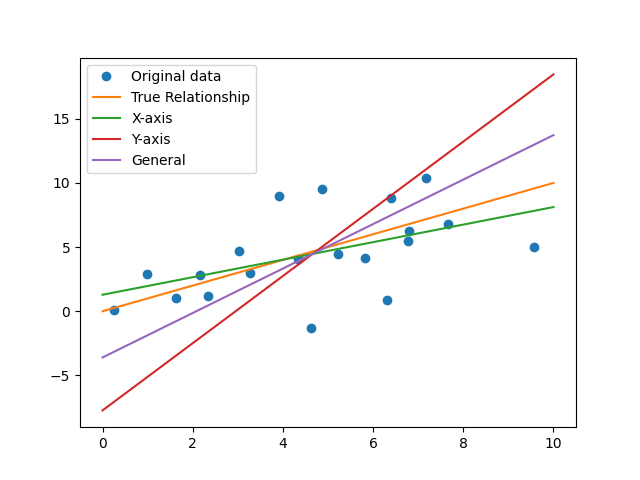 Original data
True Relationship
X-axis
Y-axis
General
15
10
5
0
−5
0 2 4 6 8 10